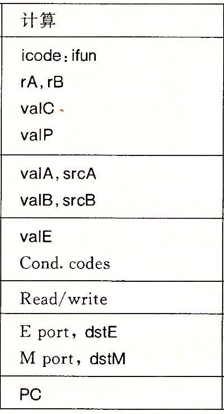 计算
icode:ifun
rA,rB
valC
valP
valA,srcA
valB,srcB
valE
Cond. codes
Read/write
E port, dstE
M port, dstM
PC